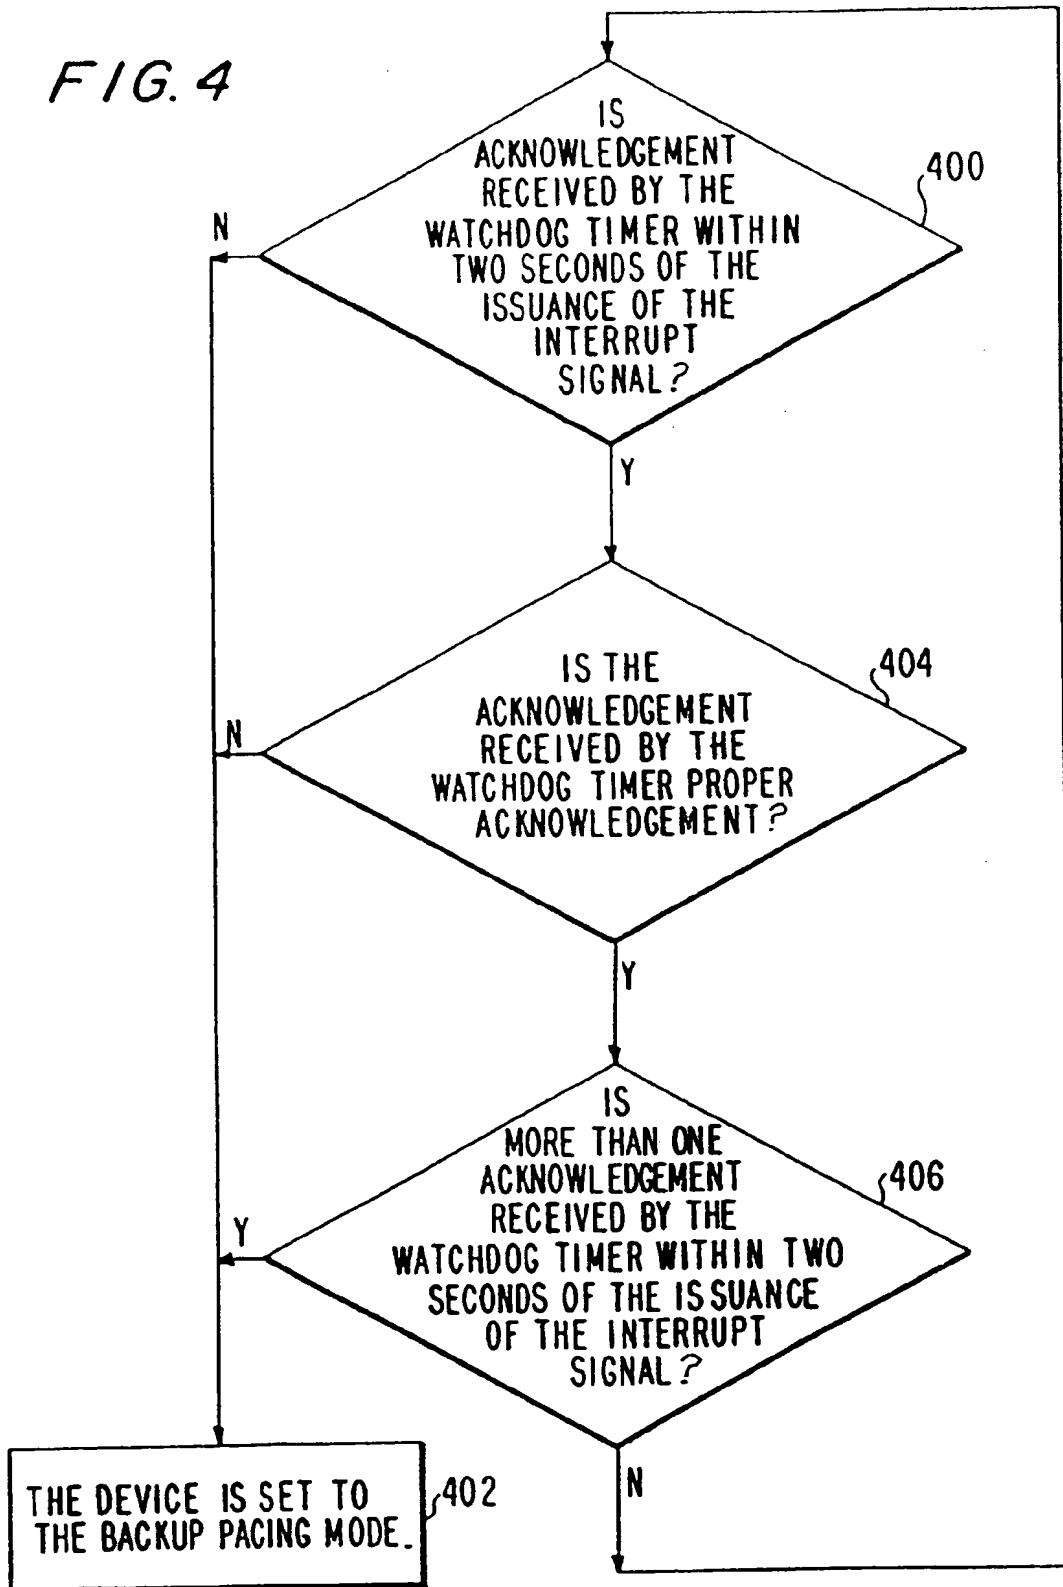 FIG. 4
IS
ACKNOWLEDGEMENT
RECEIVED BY THE
WATCHDOG TIMER WITHIN
TWO SECONDS OF THE
ISSUANCE OF THE
INTERRUPT
SIGNAL?
400
N
Y
IS THE
ACKNOWLEDGEMENT
RECEIVED BY THE
WATCHDOG TIMER PROPER
ACKNOWLEDGEMENT?
404
N
Y
IS
MORE THAN ONE
ACKNOWLEDGEMENT
RECEIVED BY THE
WATCHDOG TIMER WITHIN TWO
SECONDS OF THE ISSUANCE
OF THE INTERRUPT
SIGNAL?
406
Y
N
THE DEVICE IS SET TO
THE BACKUP PACING MODE.
402